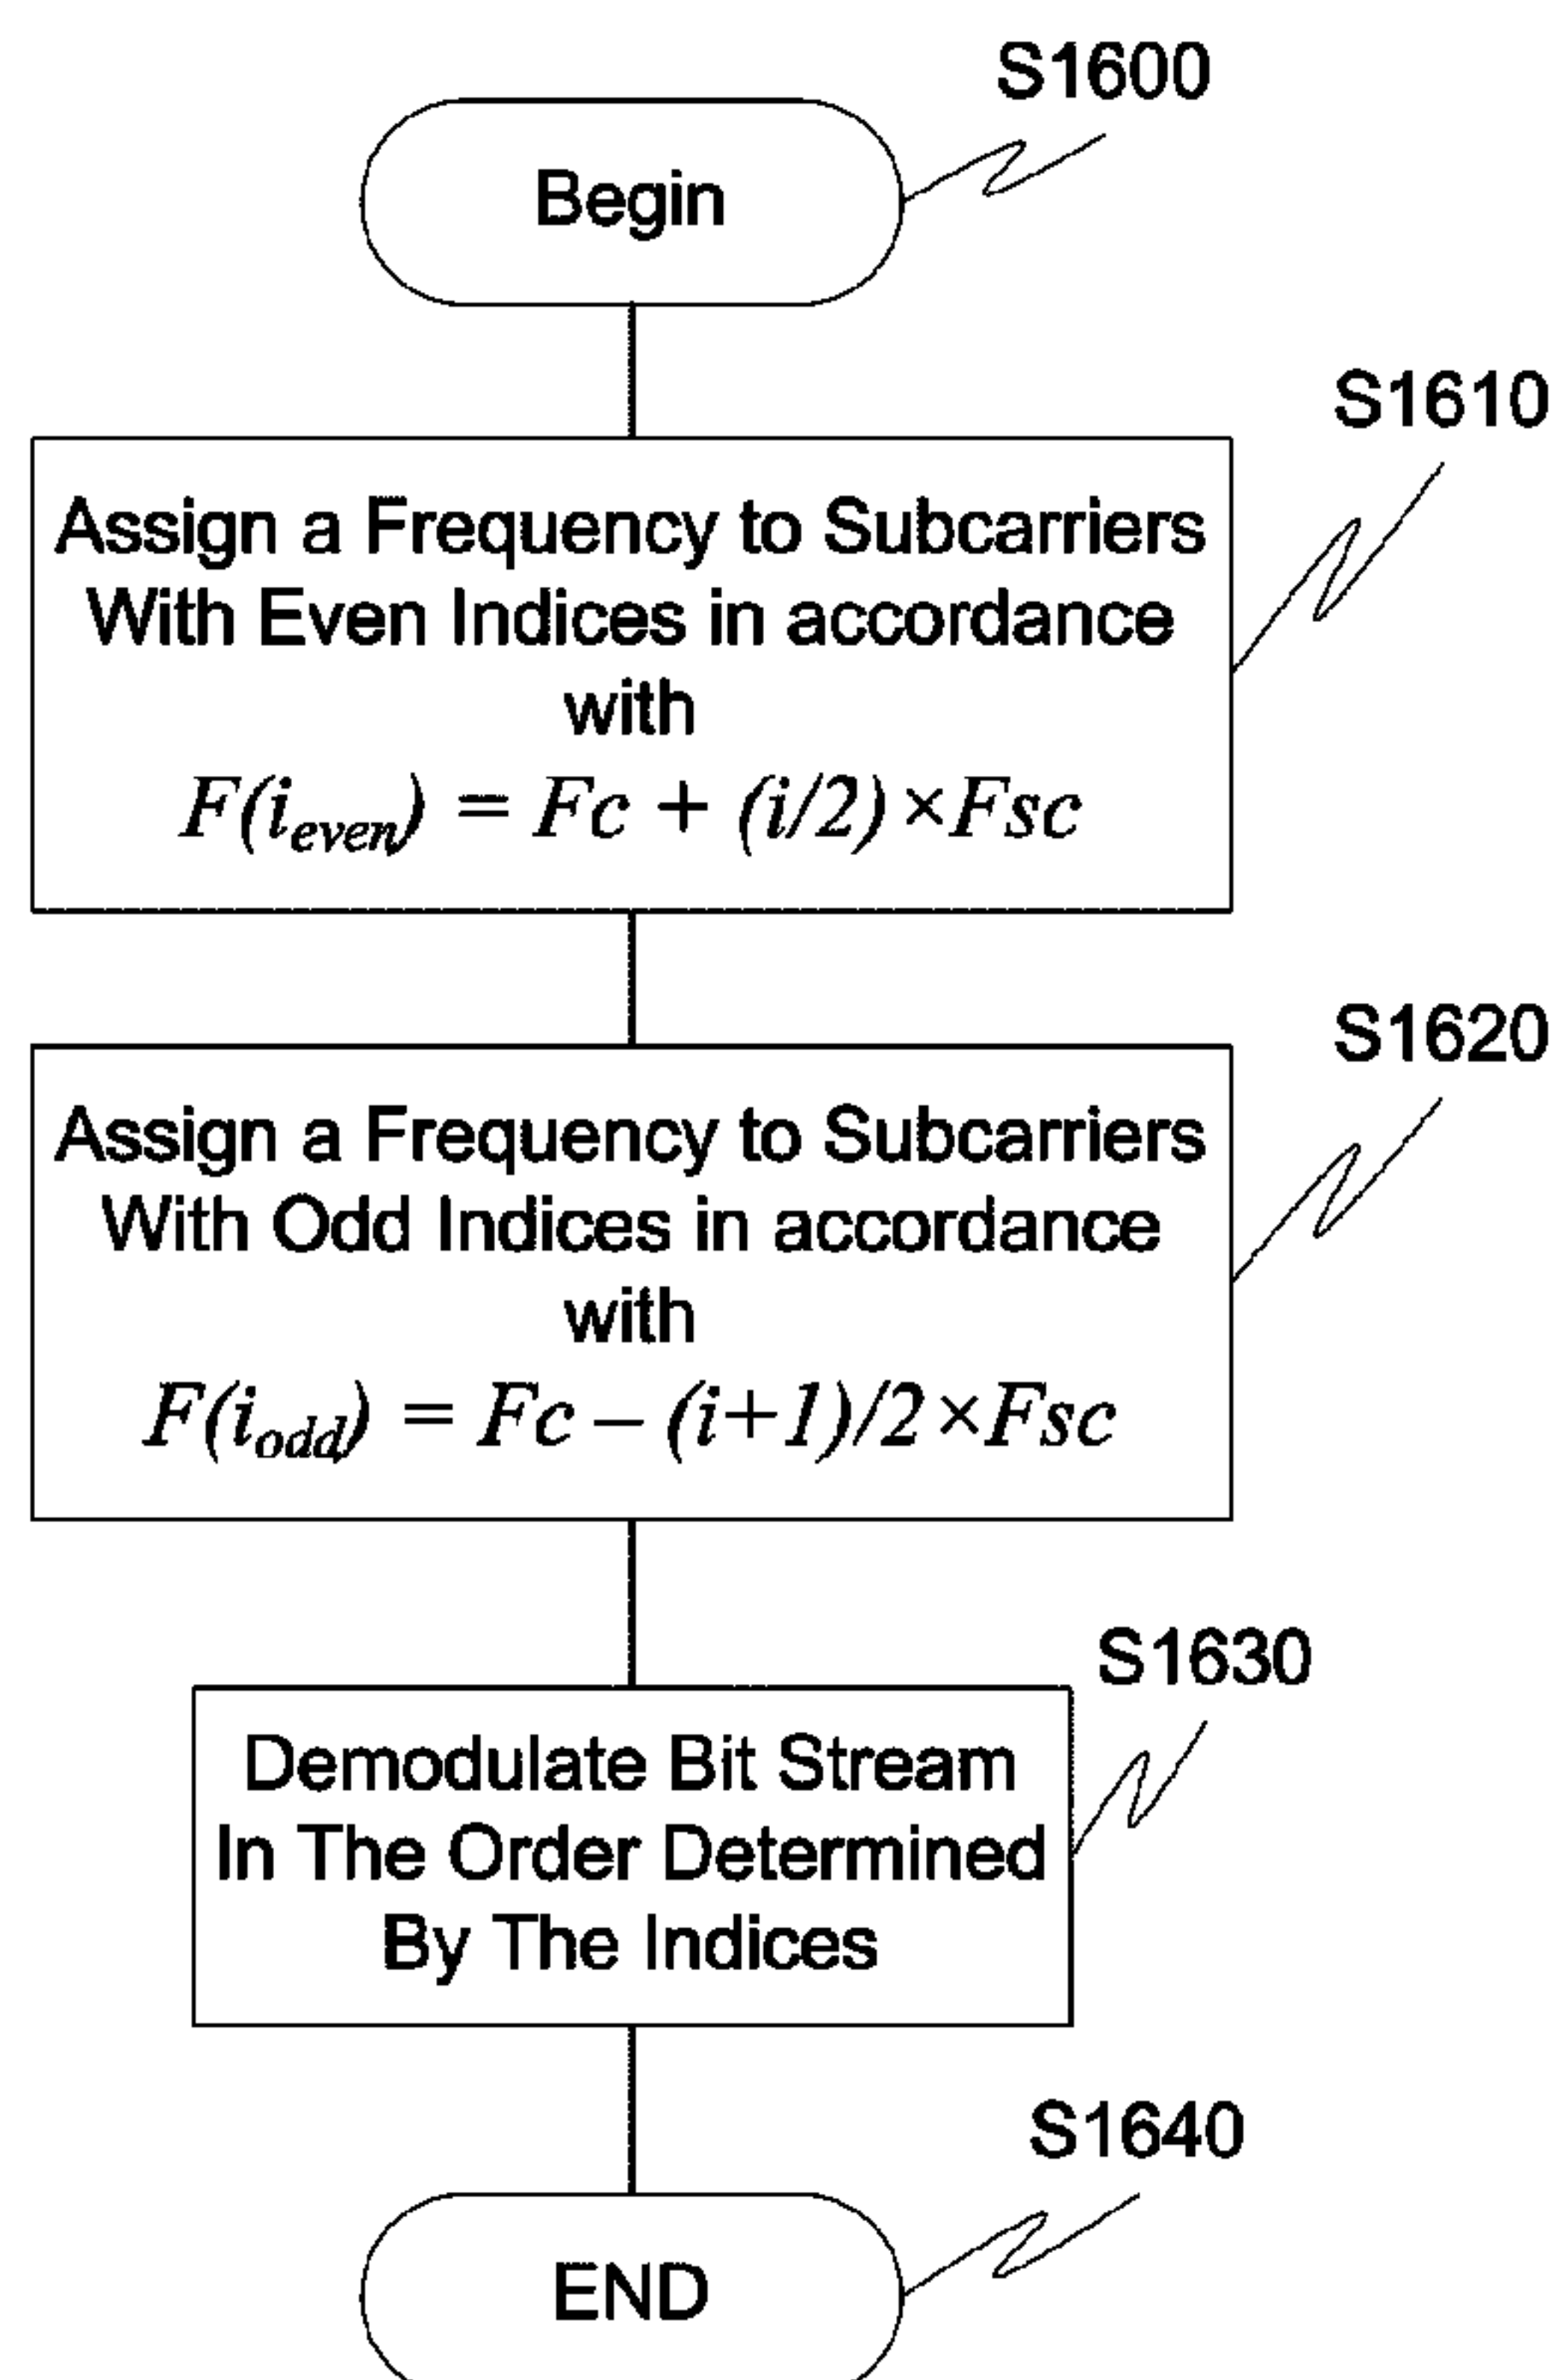 S1600
Begin
S1610
Assign a Frequency to Subcarriers
With Even Indices in accordance
with
F(i_even) = Fc + (i/2)×Fsc
S1620
Assign a Frequency to Subcarriers
With Odd Indices in accordance
with
F(i_odd) = Fc – (i+1)/2×Fsc
S1630
Demodulate Bit Stream
In The Order Determined
By The Indices
S1640
END